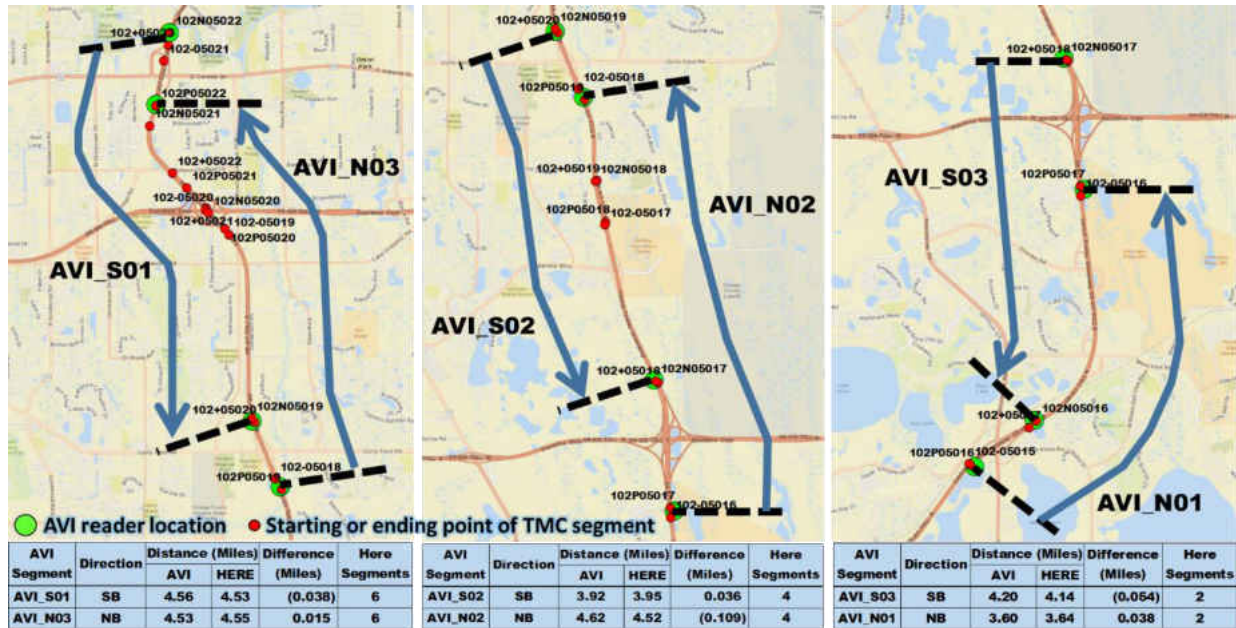 102N05022
102+05023
102-05021
102P05022
102N05021
AVI_N03
102+05022
102P05021
102-05020
102N05020
102+05021
102-05019
102P05020
AVI_S01
102+05020
102N05019
102-05018
102P05019
AVI reader location
Starting or ending point of TMC segment
102+05020
102N05019
102-05018
102P05019
102+05019
102N05018
102P05018
102-05017
AVI_N02
AVI_S02
102+05018
102N05017
102P05017
102-05016
102+05018
102N05017
AVI_S03
102P05017
102-05016
102+05017
102N05016
102P05016
102-05015
AVI_N01
AVI Segment Direction Distance (Miles) Difference (Miles) Here Segments
AVI HERE
AVI_S01 SB 4.56 4.53 (0.038) 6
AVI_N03 NB 4.53 4.55 0.015 6
AVI Segment Direction Distance (Miles) Difference (Miles) Here Segments
AVI HERE
AVI_S02 SB 3.92 3.95 0.036 4
AVI_N02 NB 4.62 4.52 (0.109) 4
AVI Segment Direction Distance (Miles) Difference (Miles) Here Segments
AVI HERE
AVI_S03 SB 4.20 4.14 (0.054) 2
AVI_N01 NB 3.60 3.64 0.038 2